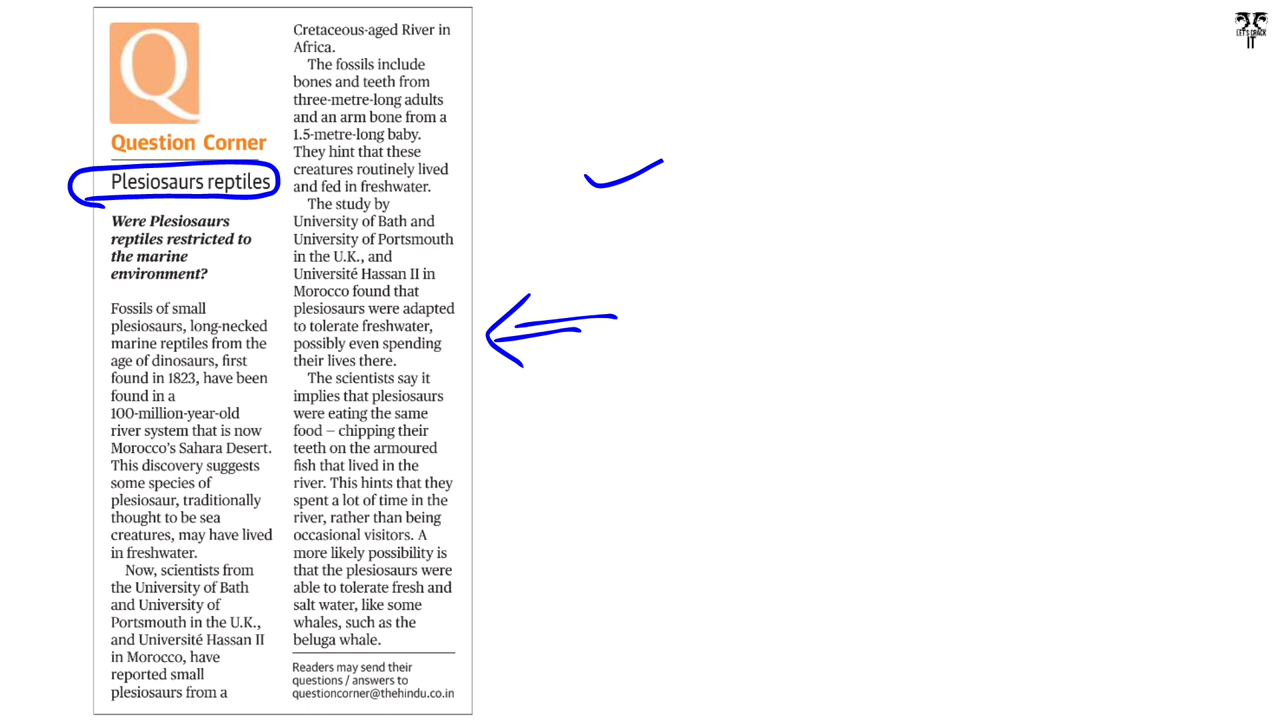 Q
Question Corner
Plesiosaurs reptiles
Were Plesiosaurs
reptiles restricted to
the marine
environment?
Fossils of small
plesiosaurs, long-necked
marine reptiles from the
age of dinosaurs, first
found in 1823, have been
found in a
100-million-year-old
river system that is now
Morocco's Sahara Desert.
This discovery suggests
some species of
plesiosaur, traditionally
thought to be sea
creatures, may have lived
in freshwater.
Now, scientists from
the University of Bath
and University of
Portsmouth in the U.K.,
and Université Hassan II
in Morocco, have
reported small
plesiosaurs from a
Cretaceous-aged River in
Africa.
The fossils include
bones and teeth from
three-metre-long adults
and an arm bone from a
1.5-metre-long baby.
They hint that these
creatures routinely lived
and fed in freshwater.
The study by
University of Bath and
University of Portsmouth
in the U.K., and
Université Hassan II in
Morocco found that
plesiosaurs were adapted
to tolerate freshwater,
possibly even spending
their lives there.
The scientists say it
implies that plesiosaurs
were eating the same
food — chipping their
teeth on the armoured
fish that lived in the
river. This hints that they
spent a lot of time in the
river, rather than being
occasional visitors. A
more likely possibility is
that the plesiosaurs were
able to tolerate fresh and
salt water, like some
whales, such as the
beluga whale.
Readers may send their
questions / answers to
questioncorner@thehindu.co.in
LET'S CRACK
IT